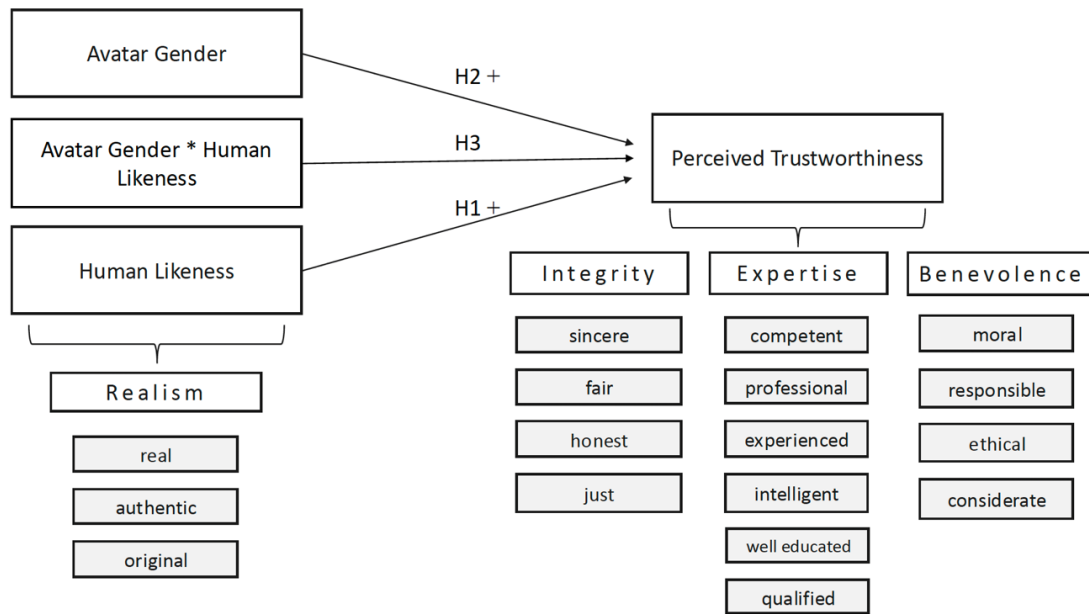 Avatar Gender
H2 +
Avatar Gender * Human
Likeness
H3
Perceived Trustworthiness
H1 +
Human Likeness
Realism
real
authentic
original
Integrity
sincere
fair
honest
just
Expertise
competent
professional
experienced
intelligent
well educated
qualified
Benevolence
moral
responsible
ethical
considerate